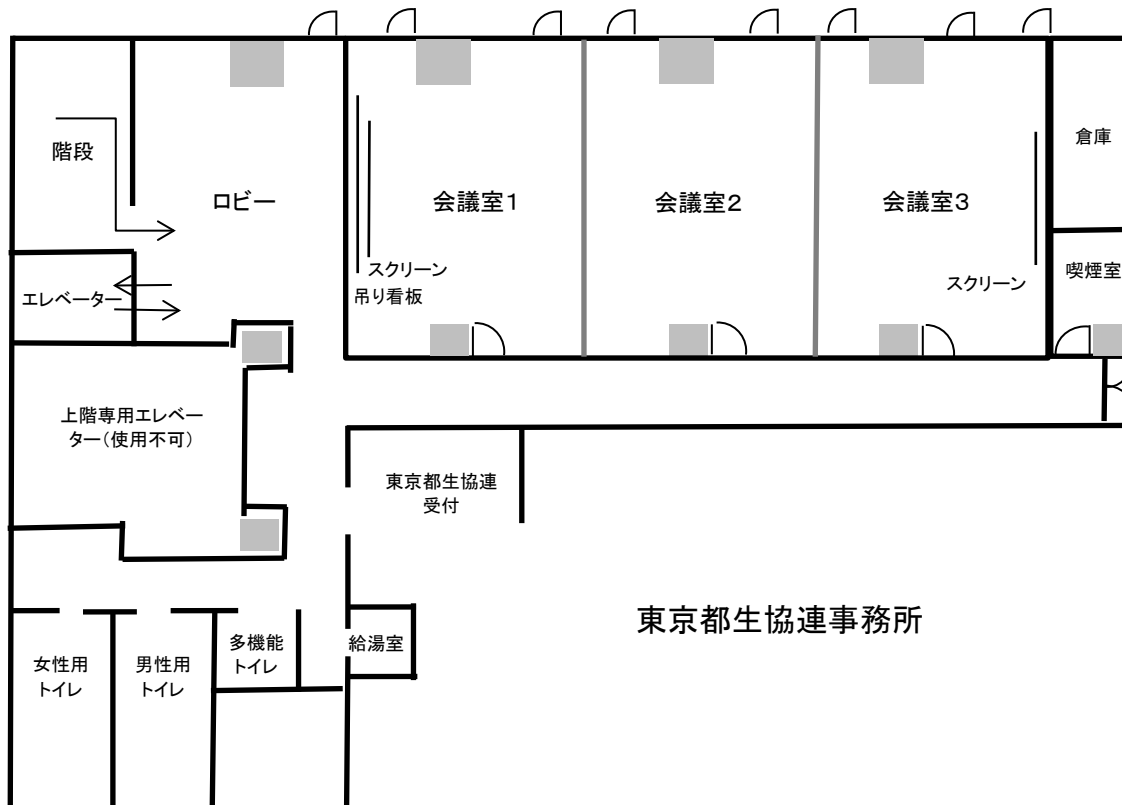 階段
ロビー
会議室1
会議室2
会議室3
倉庫
エレベーター
スクリーン
吊り看板
スクリーン
喫煙室
上階専用エレベー
ター(使用不可)
東京都生協連
受付
東京都生協連事務所
女性用
トイレ
男性用
トイレ
多機能
トイレ
給湯室